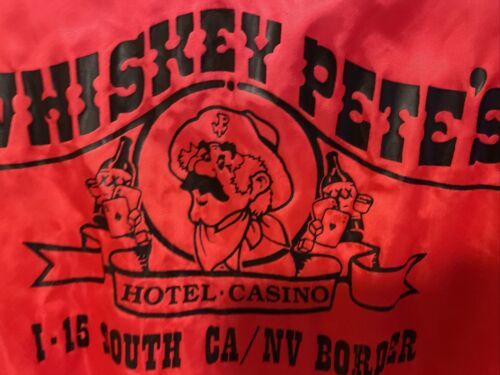 WHISKEY PETE'S
HOTEL · CASINO
I-15 SOUTH CA/NV BORDER